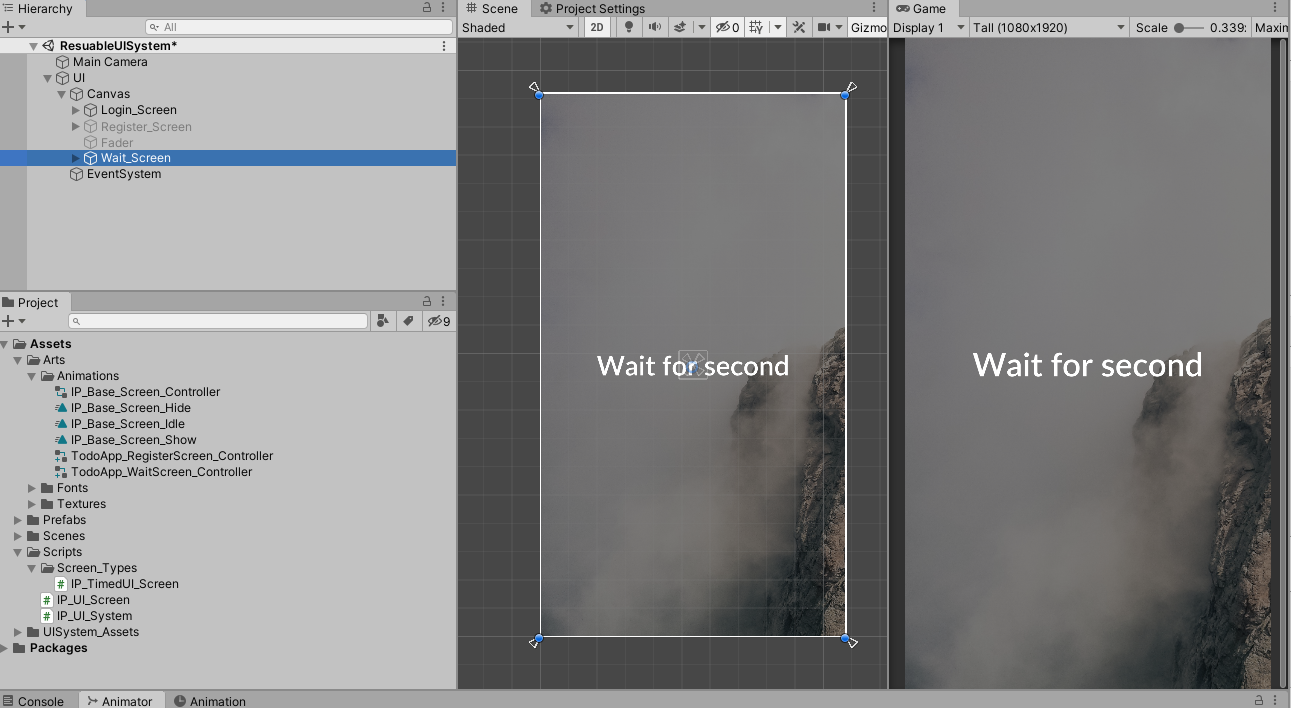 Hierarchy
All
ResuableUISystem*
Main Camera
UI
Canvas
Login_Screen
Register_Screen
Fader
Wait_Screen
EventSystem
Project
9
Assets
Arts
Animations
IP_Base_Screen_Controller
IP_Base_Screen_Hide
IP_Base_Screen_Idle
IP_Base_Screen_Show
TodoApp_RegisterScreen_Controller
TodoApp_WaitScreen_Controller
Fonts
Textures
Prefabs
Scenes
Scripts
Screen_Types
IP_TimedUI_Screen
IP_UI_Screen
IP_UI_System
UISystem_Assets
Packages
Console Animator Animation
Scene Project Settings
Shaded 2D 0 Gizmo
Wait for second
Game
Display 1 Tall (1080x1920) Scale 0.339: Maxin
Wait for second